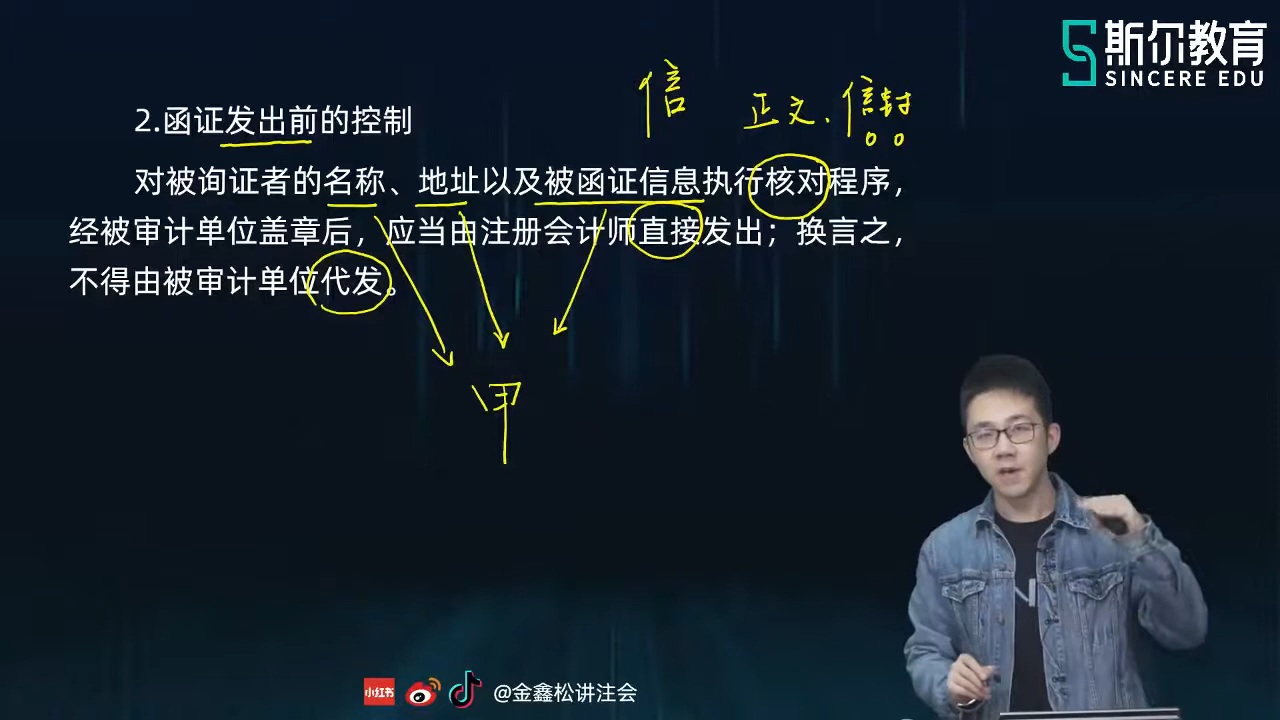 斯尔教育
SINCERE EDU
信
正文、信封
2.函证发出前的控制
对被询证者的名称、地址以及被函证信息执行核对程序，
经被审计单位盖章后，应当由注册会计师直接发出；换言之，
不得由被审计单位代发。
甲
小红书
@金鑫松讲注会